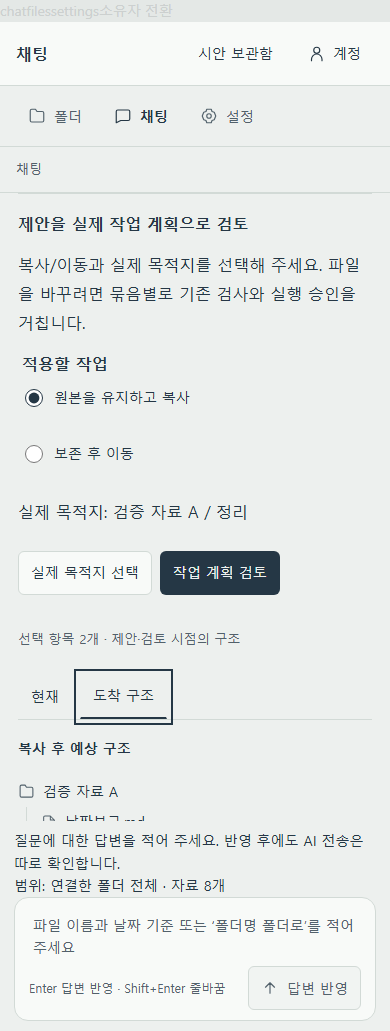 chatfilessettings소유자 전환
채팅 시안 보관함 계정
폴더 채팅 설정
채팅
제안을 실제 작업 계획으로 검토
복사/이동과 실제 목적지를 선택해 주세요. 파일
을 바꾸려면 묶음별로 기존 검사와 실행 승인을
거칩니다.
적용할 작업
원본을 유지하고 복사
보존 후 이동
실제 목적지: 검증 자료 A / 정리
실제 목적지 선택 작업 계획 검토
선택 항목 2개 · 제안·검토 시점의 구조
현재 도착 구조
복사 후 예상 구조
검증 자료 A
질문에 대한 답변을 적어 주세요. 반영 후에도 AI 전송은
따로 확인합니다.
범위: 연결한 폴더 전체 · 자료 8개
파일 이름과 날짜 기준 또는 ‘폴더명 폴더로’를 적어
주세요
Enter 답변 반영 · Shift+Enter 줄바꿈 답변 반영